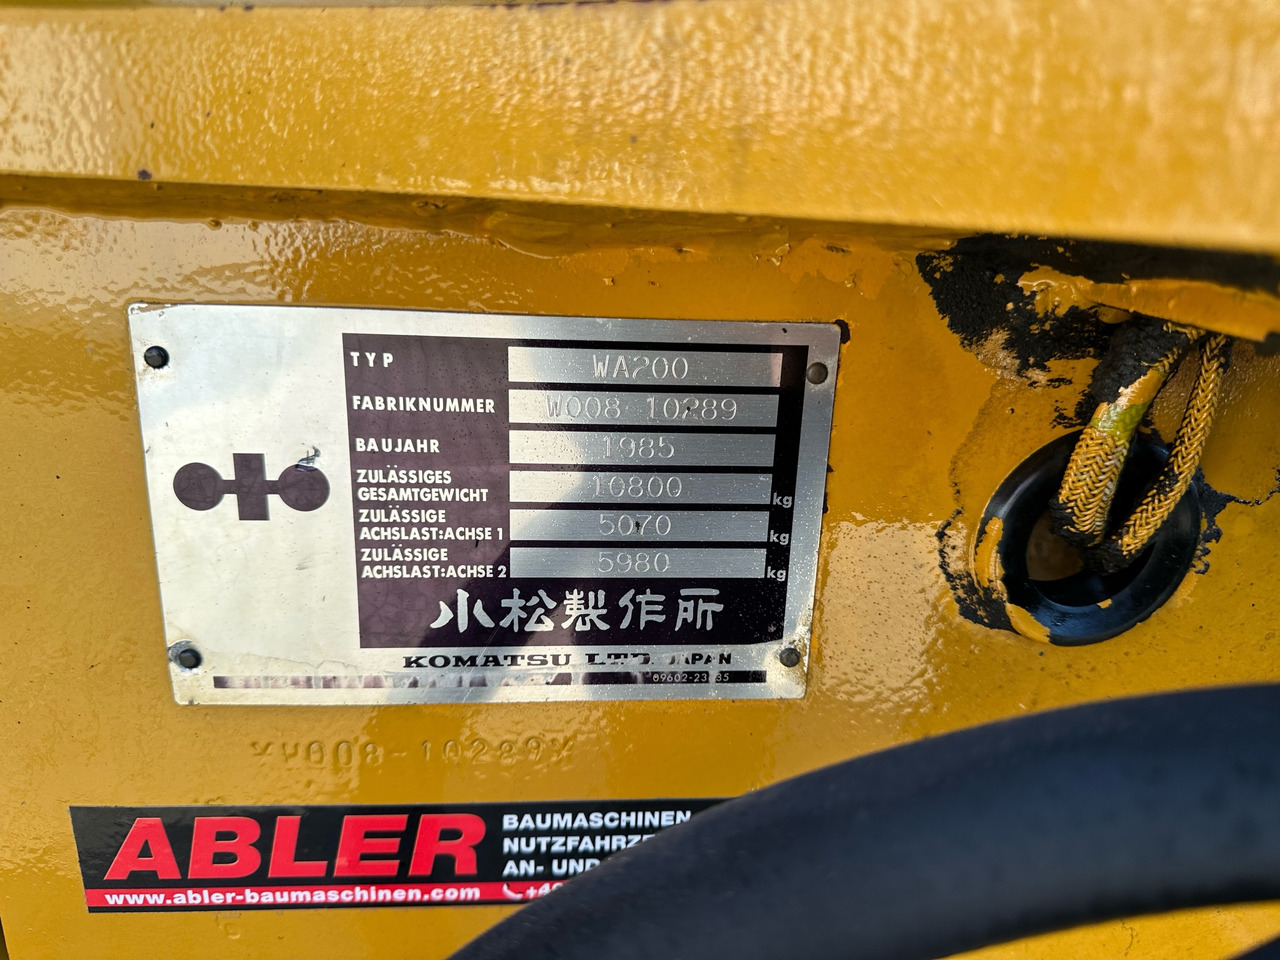 TYP WA200
FABRIKNUMMER W008-10289
BAUJAHR 1985
ZULÄSSIGES
GESAMTGEWICHT 10800 kg
ZULÄSSIGE
ACHSLAST:ACHSE 1 5070 kg
ZULÄSSIGE
ACHSLAST:ACHSE 2 5980 kg
小松製作所
KOMATSU LTD. JAPAN
W008-10289
ABLER
BAUMASCHINEN
AN- UND
www.abler-baumaschinen.com